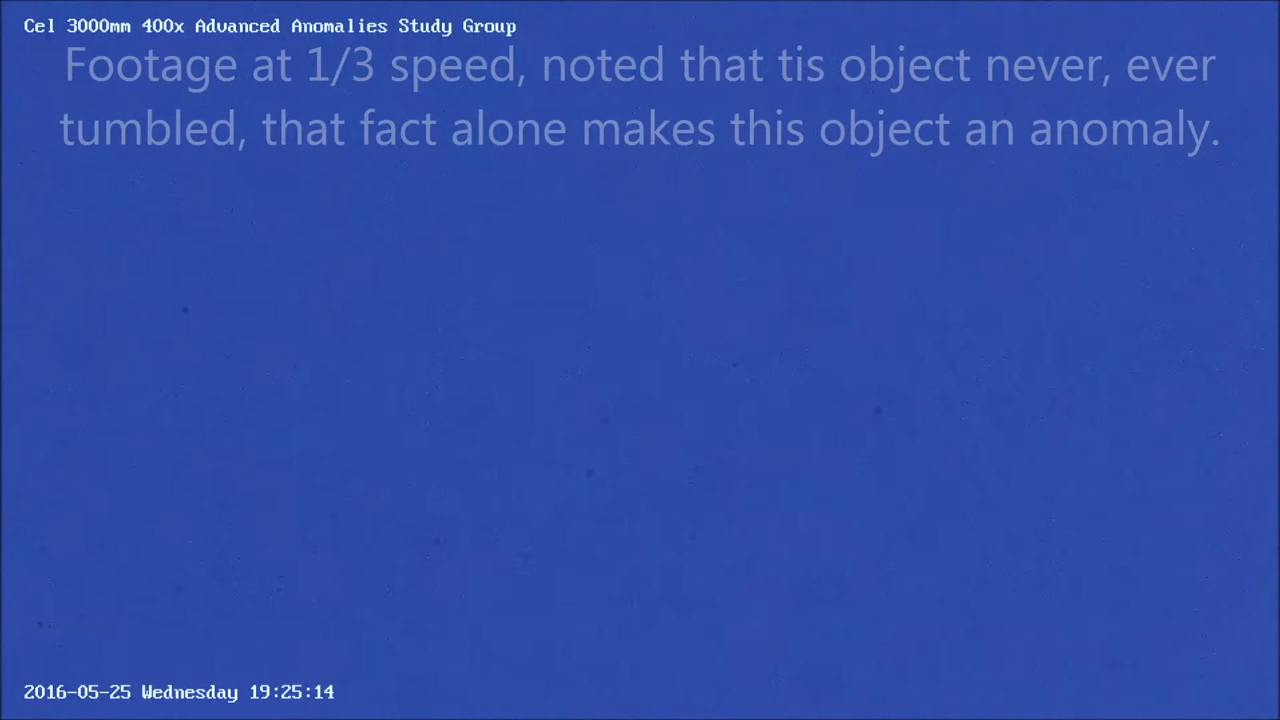 Cel 3000mm 400x Advanced Anomalies Study Group
Footage at 1/3 speed, noted that tis object never, ever
tumbled, that fact alone makes this object an anomaly.
2016-05-25 Wednesday 19:25:14